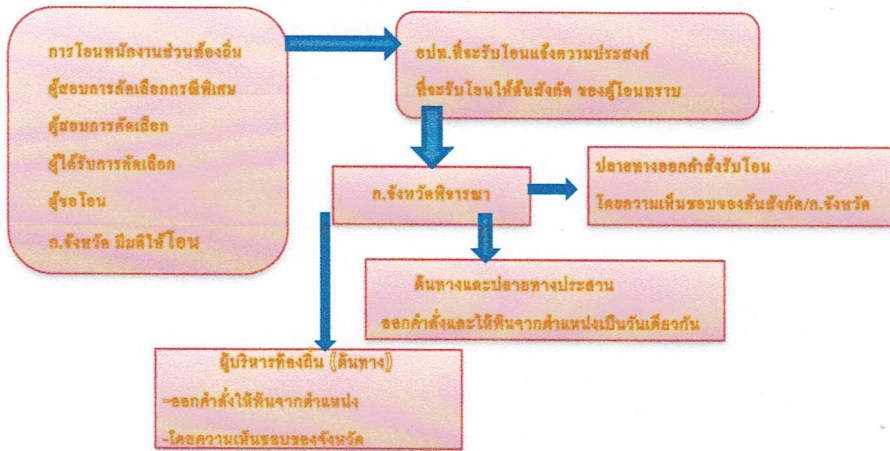 การโอนพนักงานส่วนท้องถิ่น
ผู้สอบการคัดเลือกกรณีพิเศษ
ผู้สอบการคัดเลือก
ผู้ได้รับการคัดเลือก
ผู้ขอโอน
ก.จังหวัด มีมติให้โอน
อปท.ที่จะรับโอนแจ้งความประสงค์
ที่จะรับโอนให้ต้นสังกัด ของผู้โอนทราบ
ก.จังหวัดพิจารณา
ปลายทางออกคำสั่งรับโอน
โดยความเห็นชอบของต้นสังกัด/ก.จังหวัด
ต้นทางและปลายทางประสาน
ออกคำสั่งและให้พ้นจากตำแหน่งเป็นวันเดียวกัน
ผู้บริหารท้องถิ่น ((ต้นทาง))
-ออกคำสั่งให้พ้นจากตำแหน่ง
-โดยความเห็นชอบของจังหวัด